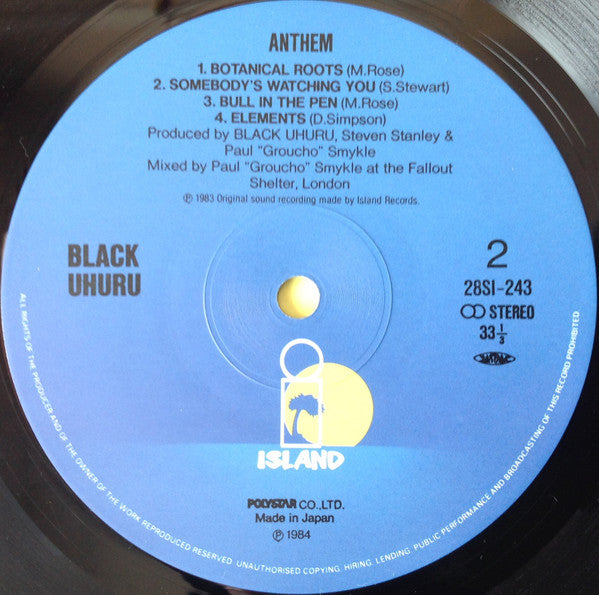 ANTHEM
1. BOTANICAL ROOTS (M.Rose)
2. SOMEBODY'S WATCHING YOU (S.Stewart)
3. BULL IN THE PEN (M.Rose)
4. ELEMENTS (D.Simpson)
Produced by BLACK UHURU, Steven Stanley &
Paul "Groucho" Smykle
Mixed by Paul "Groucho" Smykle at the Fallout
Shelter, London
Ⓟ 1983 Original sound recording made by Island Records.
BLACK
UHURU
2
28SI-243
STEREO
33 1/3
ISLAND
POLYSTAR CO.,LTD.
Made in Japan
Ⓟ 1984
ALL RIGHTS OF THE PRODUCER AND OF THE OWNER OF THE WORK REPRODUCED RESERVED. UNAUTHORISED COPYING, HIRING, LENDING, PUBLIC PERFORMANCE AND BROADCASTING OF THIS RECORD PROHIBITED.